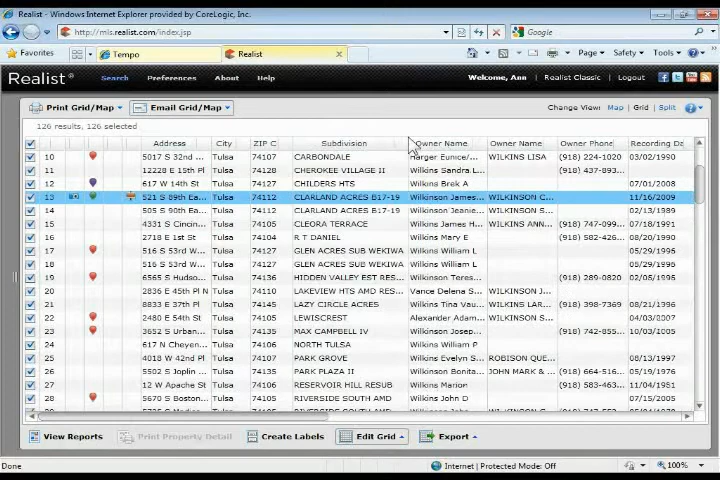 Realist - Windows Internet Explorer provided by CoreLogic, Inc.
http://mls.realist.com/index.jsp
Google
Favorites
Tempo
Realist
Page
Safety
Tools
Realist
Search
Preferences
About
Help
Welcome, Ann
Realist Classic
Logout
Print Grid/Map
Email Grid/Map
Change View: Map Grid Split
126 results, 126 selected
Address City ZIP C Subdivision Owner Name Owner Name Owner Phone Recording Da
10 5017 S 32nd ... Tulsa 74107 CARBONDALE Harger Eunice/... WILKINS LISA (918) 224-1020 03/02/1990
11 12228 E 15th Pl Tulsa 74128 CHEROKEE VILLAGE II Wilkins Sandra L... (918) 437-893...
12 617 W 14th St Tulsa 74127 CHILDERS HTS Wilkins Brek A 07/01/2008
13 521 S 89th Ea... Tulsa 74112 CLARLAND ACRES B17-19 Wilkinson James... WILKINSON C... 11/16/2009
14 505 S 90th Ea... Tulsa 74112 CLARLAND ACRES B17-19 Wilkinson Jeanie... WILKINSON S... 02/13/1989
15 4331 S Cincin... Tulsa 74105 CLEORA TERRACE Wilkins James H... WILKINS ANN... (918) 747-099...
16 2718 E 1st St Tulsa 74104 R T DANIEL Wilkins Mary E (918) 582-426... 08/20/1990
17 516 S 53rd W... Tulsa 74127 GLEN ACRES SUB WEKIWA Wilkins William L 05/29/1996
18 516 S 53rd W... Tulsa 74127 GLEN ACRES SUB WEKIWA Wilkins William L 05/29/1996
19 6565 S Hudso... Tulsa 74136 HIDDEN VALLEY EST RES... Wilkinson Teres... (918) 289-0820 02/05/1995
20 2836 E 45th Pl N Tulsa 74110 LAKEVIEW HTS AMD RES... Vance Delena S... WILKINSON J...
21 8833 E 37th Pl Tulsa 74145 LAZY CIRCLE ACRES Wilkins Tina Vau... WILKINS LAR... (918) 398-7369 08/21/1996
22 2480 E 54th St Tulsa 74105 LEWISCREST Alexander Adam... WILKINSON S... 07/03/2003
23 3652 S Urban... Tulsa 74135 MAX CAMPBELL IV Wilkinson Josep... (918) 742-855... 10/03/2005
24 617 N Cheyen... Tulsa 74106 NORTH TULSA Wilkins William F
25 4018 W 42nd Pl Tulsa 74107 PARK GROVE Wilkins Evelyn S... ROBISON QUE... 08/13/1997
26 5132 E 35th St Tulsa 74135 PARK PLAZA II Wilkinson Bonita... JOHN MARK & ... (918) 664-516...
27 12 W Apache St Tulsa 74106 RESERVOIR HILL RESUB Wilkins Marion (918) 583-463... 11/04/1981
28 5670 S Boston... Tulsa 74105 RIVERSIDE SOUTH AMD Wilkins John D 07/15/2005
View Reports
Print Property Detail
Create Labels
Edit Grid
Export
Done
Internet | Protected Mode: Off
100%